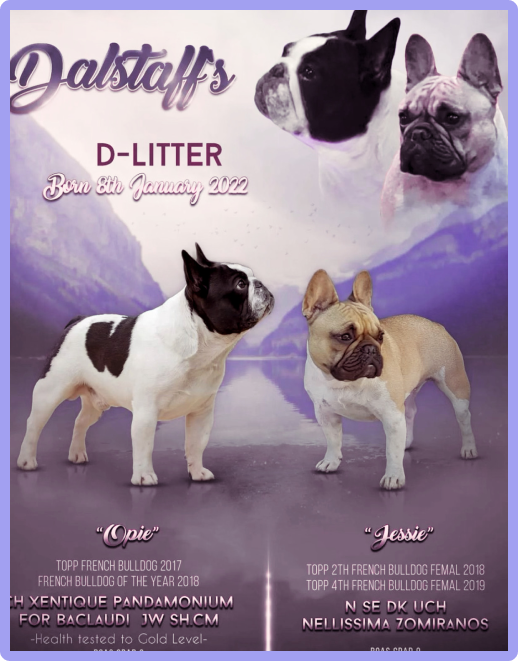 Dalstaff's
D-LITTER
Born 8th January 2022
"Opie"
TOPP FRENCH BULLDOG 2017
FRENCH BULLDOG OF THE YEAR 2018
CH XENTIQUE PANDAMONIUM
FOR BACLAUDI JW SH.CM
-Health tested to Gold Level-
"Jessie"
TOPP 2TH FRENCH BULLDOG FEMAL 2018
TOPP 4TH FRENCH BULLDOG FEMAL 2019
N SE DK UCH
NELLISSIMA ZOMIRANOS